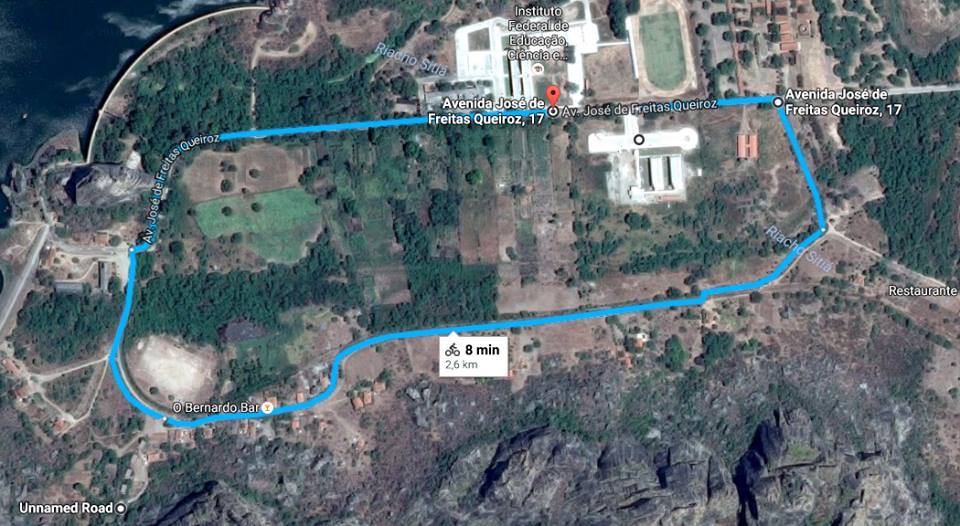 Instituto
Federal de
Educação,
Ciência e...
Riacho Sitiá
Avenida José de
Freitas Queiroz, 17
Av. José de Freitas Queiroz
Avenida José de
Freitas Queiroz, 17
Av. José de Freitas Queiroz
Riacho Sitiá
Restaurante
8 min
2,6 km
O Bernardo Bar
Unnamed Road